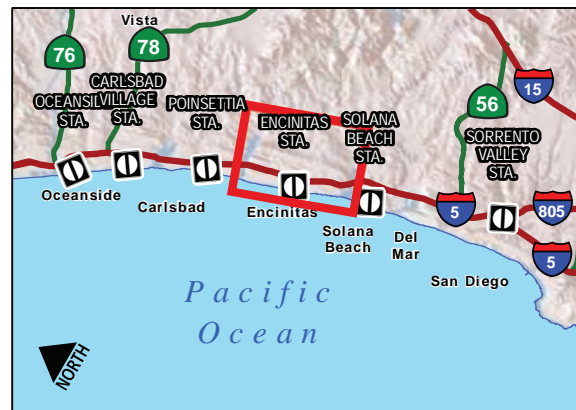 Vista
76
78
OCEANSIDE
STA.
CARLSBAD
VILLAGE
STA.
POINSETTIA
STA.
ENCINITAS
STA.
SOLANA
BEACH
STA.
56
15
SORRENTO
VALLEY
STA.
Oceanside
Carlsbad
Encinitas
Solana
Beach
Del
Mar
5
805
5
San Diego
Pacific
Ocean
NORTH